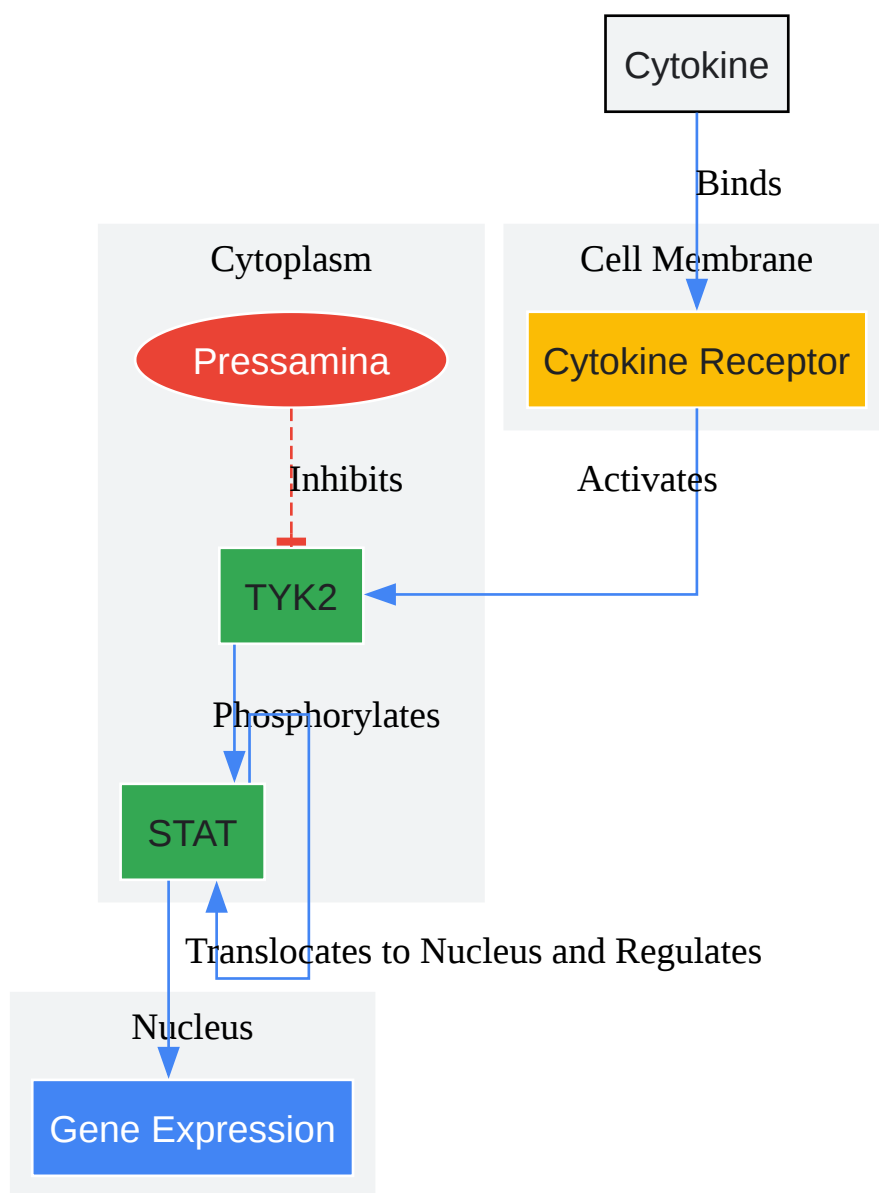 Cytokine
Binds
Cytoplasm
Cell Membrane
Pressamina
Cytokine Receptor
Inhibits
Activates
TYK2
Phosphorylates
STAT
Translocates to Nucleus and Regulates
Nucleus
Gene Expression